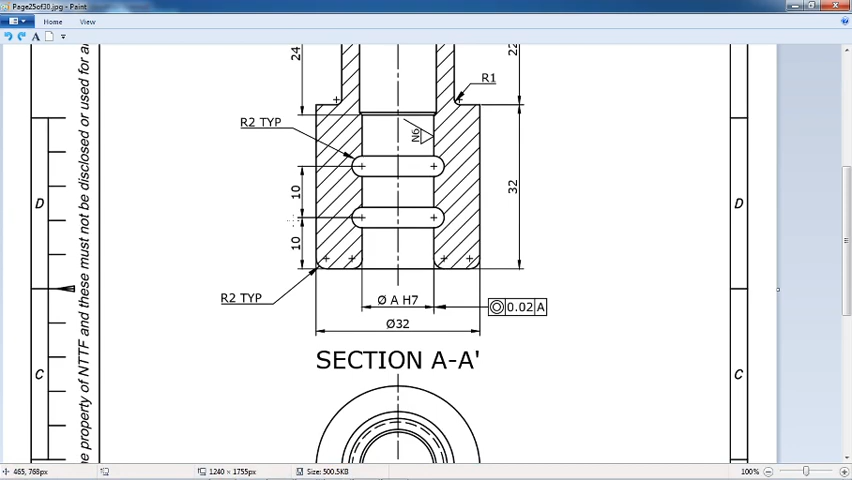 Page25of30.jpg - Paint
Home View
A
24
22
R1
R2 TYP
N6
D
10
32
D
10
R2 TYP
Ø A H7
0.02 A
Ø32
SECTION A-A'
C
C
e property of NTTF and these must not be disclosed or used for a
465, 768px
1240 × 1755px
Size: 500.5KB
100%